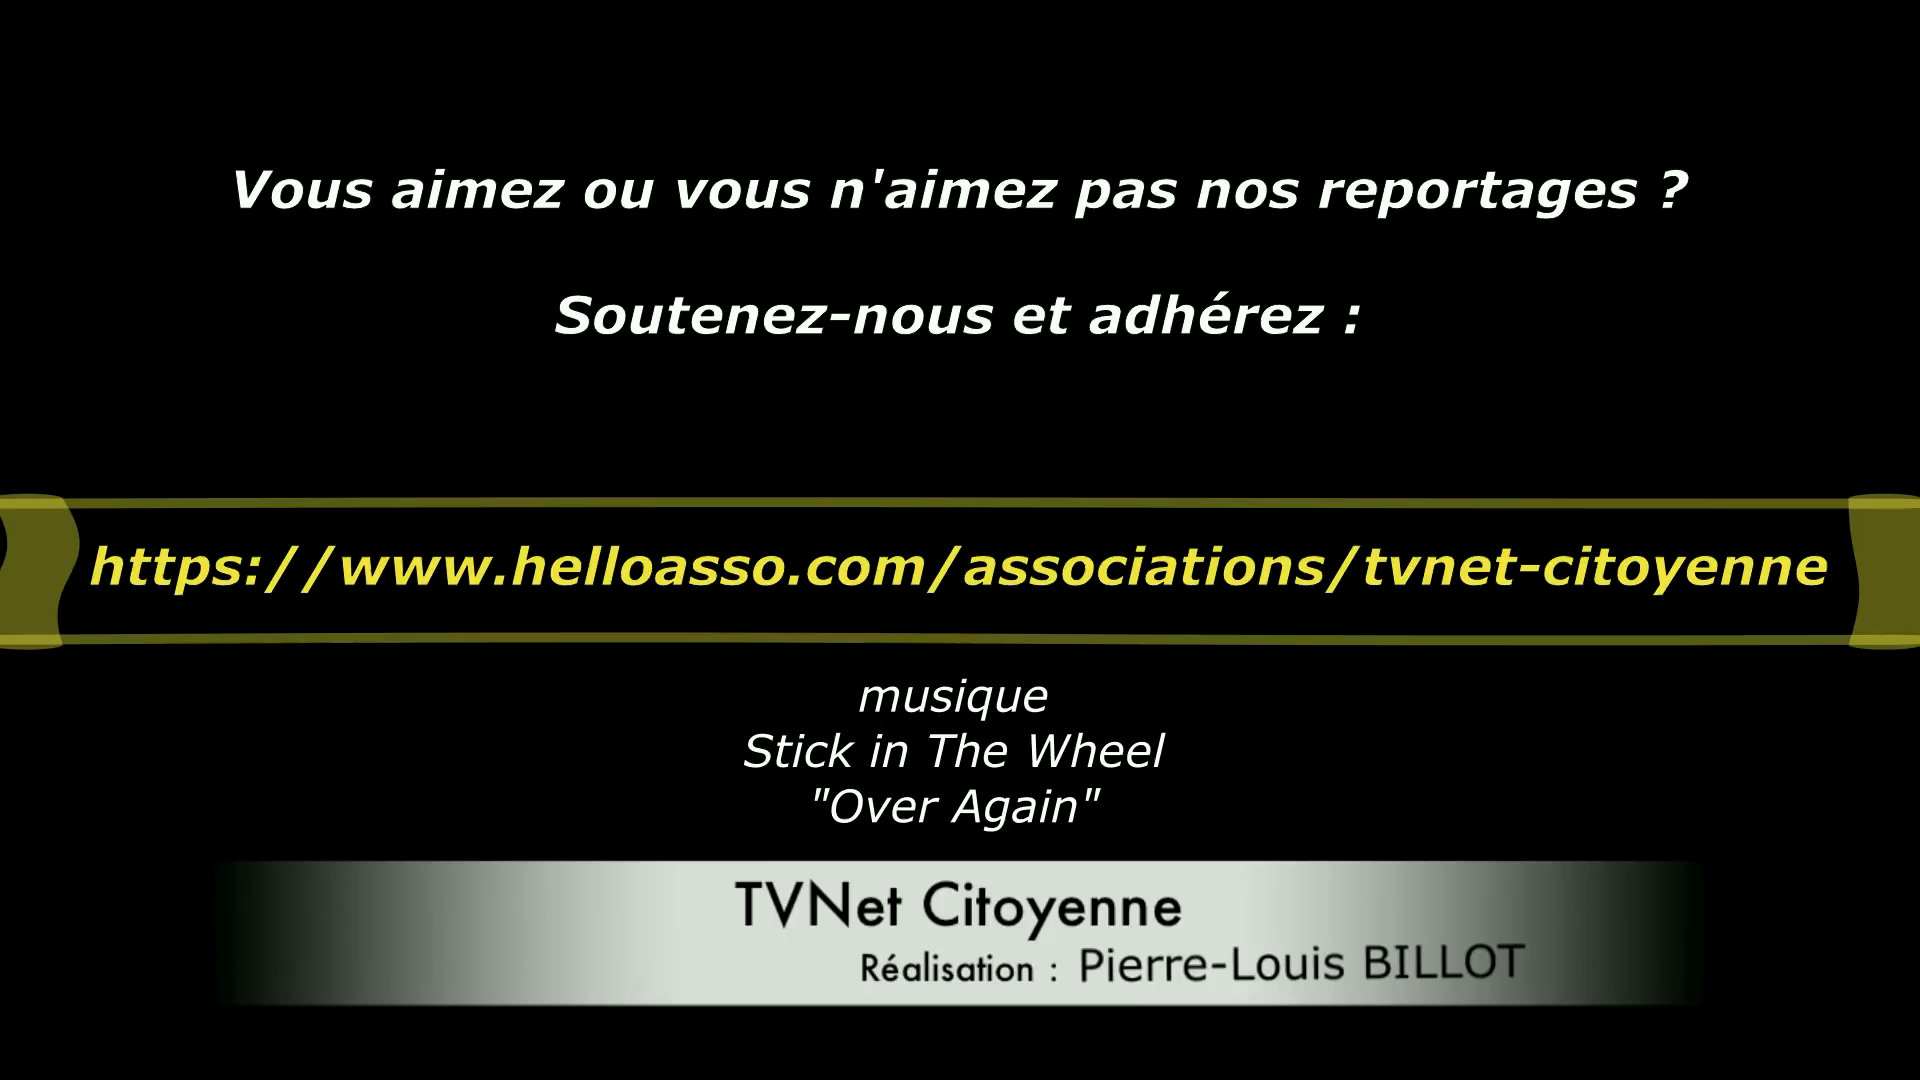 Vous aimez ou vous n'aimez pas nos reportages ?
Soutenez-nous et adhérez :
https://www.helloasso.com/associations/tvnet-citoyenne
musique
Stick in The Wheel
"Over Again"
TVNet Citoyenne
Réalisation : Pierre-Louis BILLOT